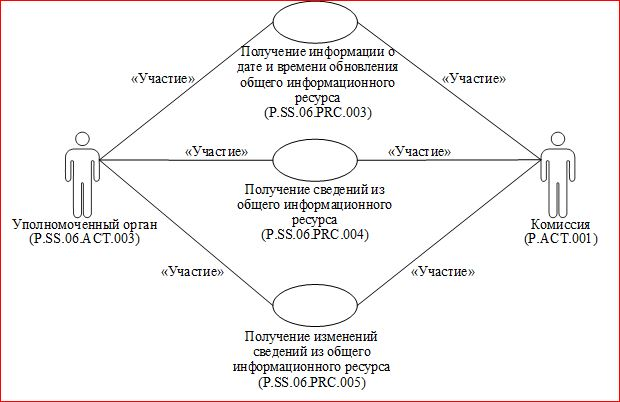 Получение информации о
дате и времени обновления
общего информационного
ресурса
(P.SS.06.PRC.003)
«Участие»
«Участие»
«Участие»
«Участие»
Получение сведений из
общего информационного
ресурса
(P.SS.06.PRC.004)
Уполномоченный орган
(P.SS.06.ACT.003)
Комиссия
(P.ACT.001)
«Участие»
«Участие»
Получение изменений
сведений из общего
информационного ресурса
(P.SS.06.PRC.005)